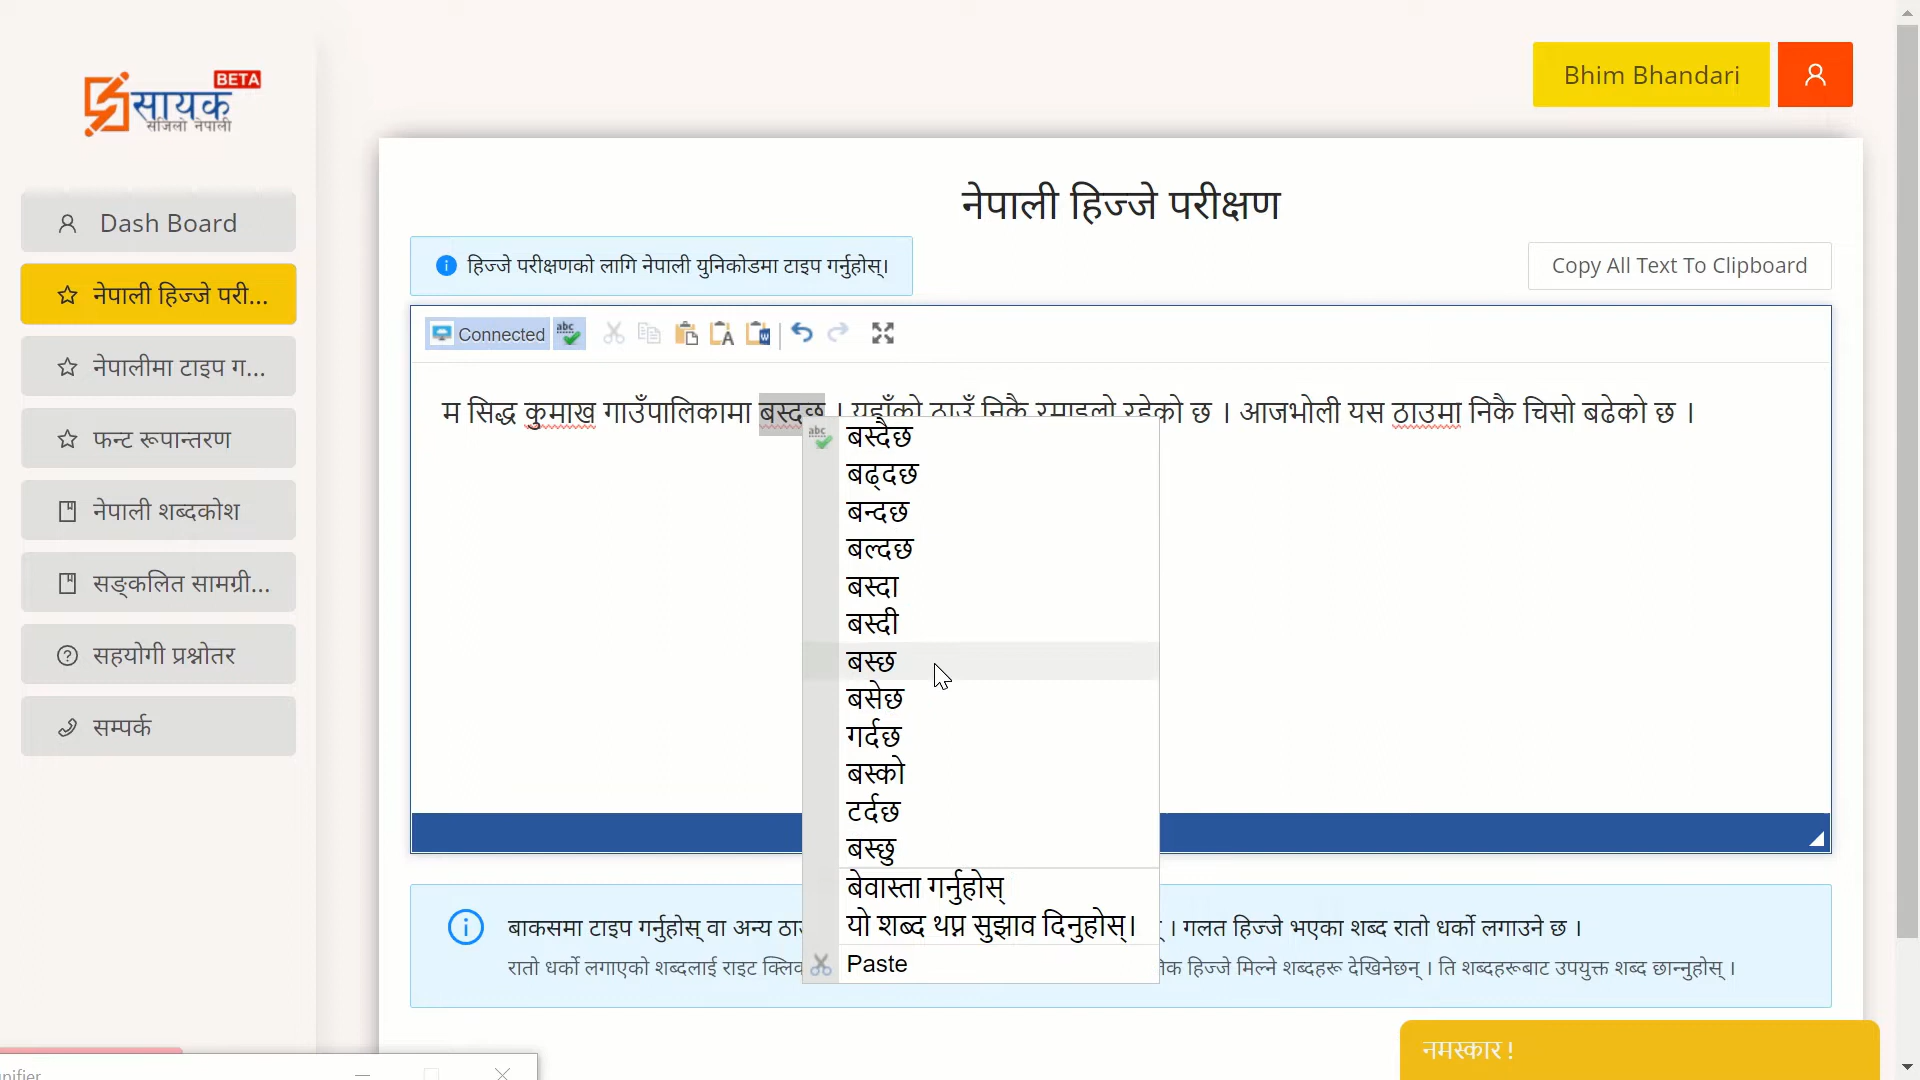 BETA
सायक
सजिलो नेपाली
Bhim Bhandari
Dash Board
नेपाली हिज्जे परी...
नेपालीमा टाइप ग...
फन्ट रूपान्तरण
नेपाली शब्दकोश
सङ्कलित सामग्री...
सहयोगी प्रश्नोतर
सम्पर्क
नेपाली हिज्जे परीक्षण
हिज्जे परीक्षणको लागि नेपाली युनिकोडमा टाइप गर्नुहोस्।
Copy All Text To Clipboard
Connected
म सिद्ध कुमाख गाउँपालिकामा बस्दछ । यहाँको ठाउँ निकै रमाइलो रहेको छ । आजभोली यस ठाउमा निकै चिसो बढेको छ ।
बस्दैछ
बढ्दछ
बन्दछ
बल्दछ
बस्दा
बस्दी
बस्छ
बसेछ
गर्दछ
बस्को
टर्दछ
बस्छु
बेवास्ता गर्नुहोस्
यो शब्द थप्न सुझाव दिनुहोस्।
Paste
बाकसमा टाइप गर्नुहोस् वा अन्य । गलत हिज्जे भएका शब्द रातो धर्को लगाउने छ ।
रातो धर्को लगाएको शब्दलाई राइट हिज्जे मिल्ने शब्दहरू देखिनेछन् । ति शब्दहरूबाट उपयुक्त शब्द छान्नुहोस् ।
नमस्कार !